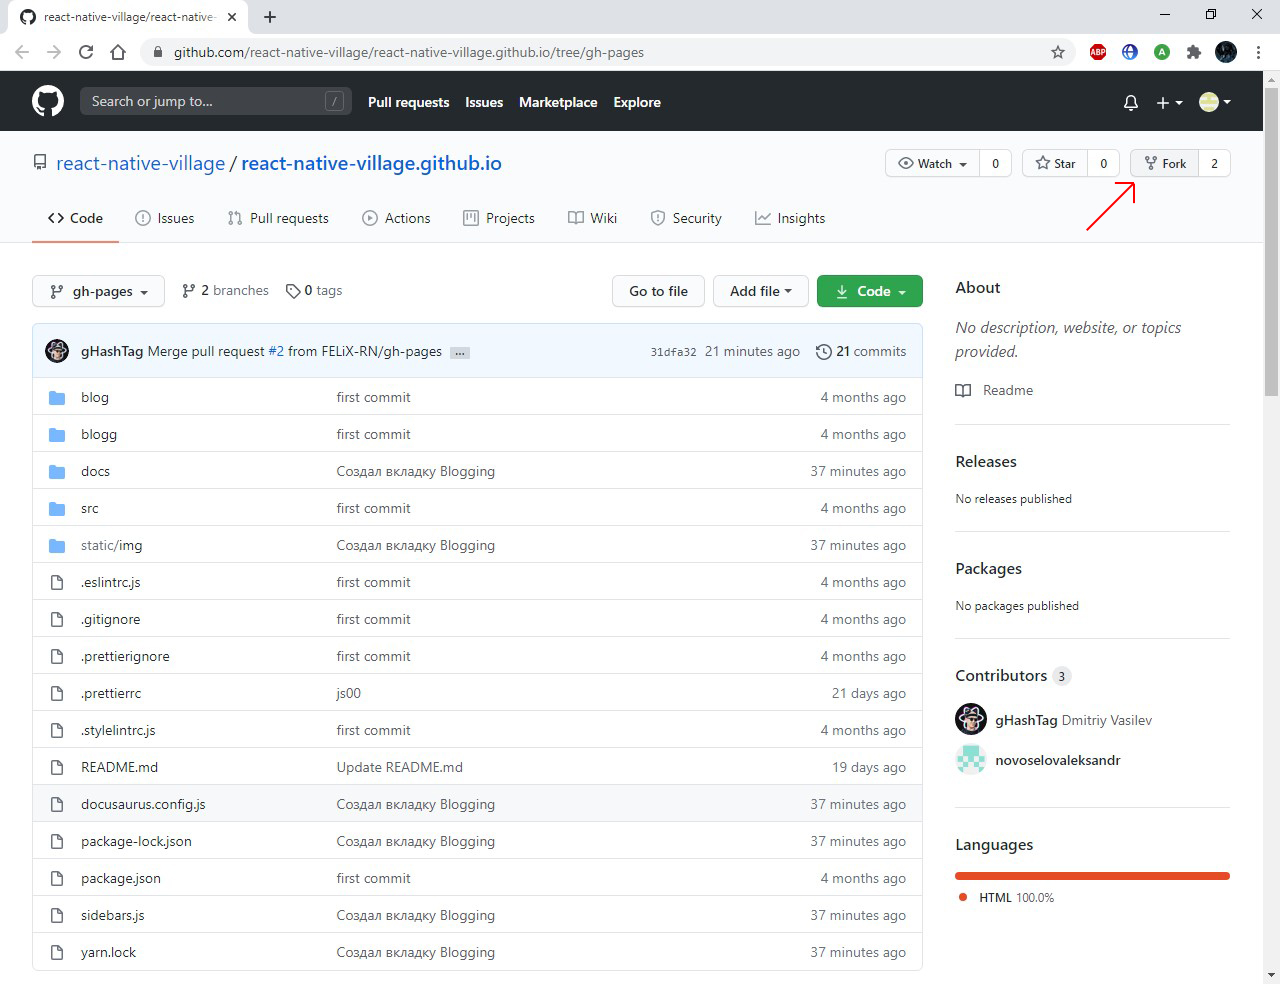 react-native-village/react-native-
github.com/react-native-village/react-native-village.github.io/tree/gh-pages
ABP
A
Search or jump to...
/
Pull requests
Issues
Marketplace
Explore
react-native-village / react-native-village.github.io
Watch
0
Star
0
Fork
2
Code
Issues
Pull requests
Actions
Projects
Wiki
Security
Insights
gh-pages
2 branches
0 tags
Go to file
Add file
Code
gHashTag Merge pull request #2 from FELiX-RN/gh-pages ...
31dfa32 21 minutes ago
21 commits
blog first commit 4 months ago
blogg first commit 4 months ago
docs Создал вкладку Blogging 37 minutes ago
src first commit 4 months ago
static/img Создал вкладку Blogging 37 minutes ago
.eslintrc.js first commit 4 months ago
.gitignore first commit 4 months ago
.prettierignore first commit 4 months ago
.prettierrc js00 21 days ago
.stylelintrc.js first commit 4 months ago
README.md Update README.md 19 days ago
docusaurus.config.js Создал вкладку Blogging 37 minutes ago
package-lock.json Создал вкладку Blogging 37 minutes ago
package.json first commit 4 months ago
sidebars.js Создал вкладку Blogging 37 minutes ago
yarn.lock Создал вкладку Blogging 37 minutes ago
About
No description, website, or topics
provided.
Readme
Releases
No releases published
Packages
No packages published
Contributors 3
gHashTag Dmitriy Vasilev
novoselovaleksandr
Languages
HTML 100.0%